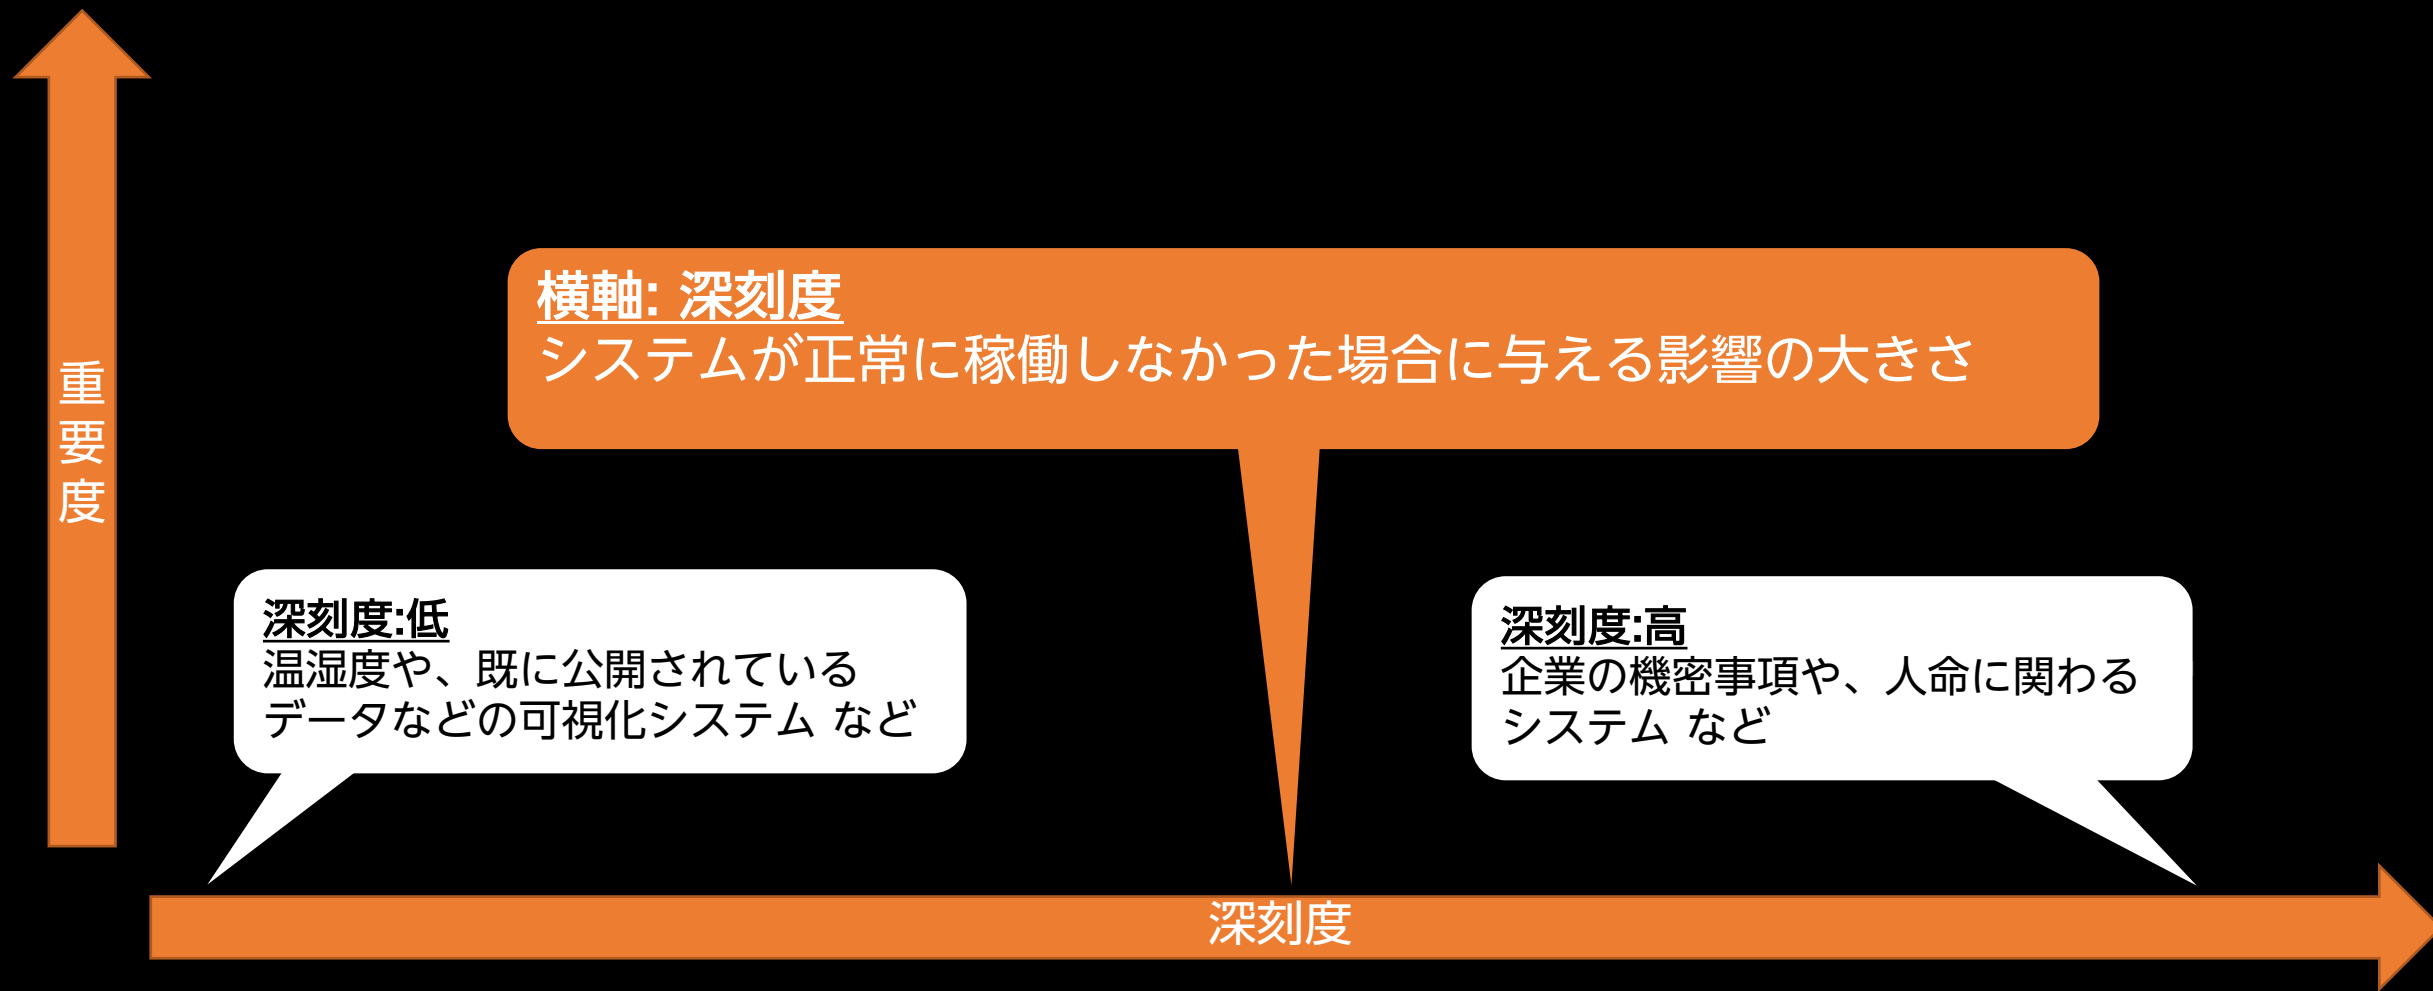 重要度
横軸: 深刻度
システムが正常に稼働しなかった場合に与える影響の大きさ
深刻度:低
温湿度や、既に公開されている
データなどの可視化システム など
深刻度:高
企業の機密事項や、人命に関わる
システム など
深刻度